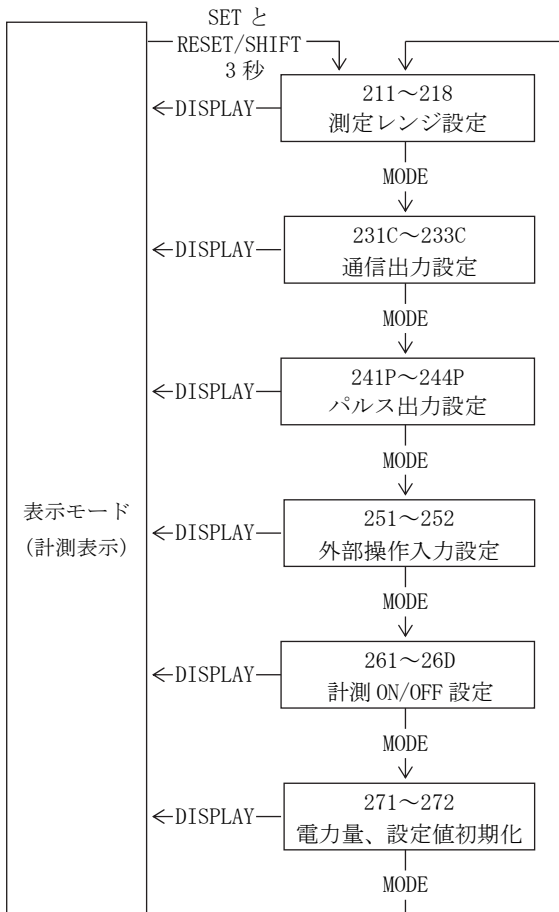 SET と
RESET/SHIFT
3 秒
211～218
測定レンジ設定
←DISPLAY
MODE
231C～233C
通信出力設定
←DISPLAY
MODE
241P～244P
パルス出力設定
←DISPLAY
MODE
表示モード
(計測表示)
251～252
外部操作入力設定
←DISPLAY
MODE
261～26D
計測 ON/OFF 設定
←DISPLAY
MODE
271～272
電力量、設定値初期化
←DISPLAY
MODE